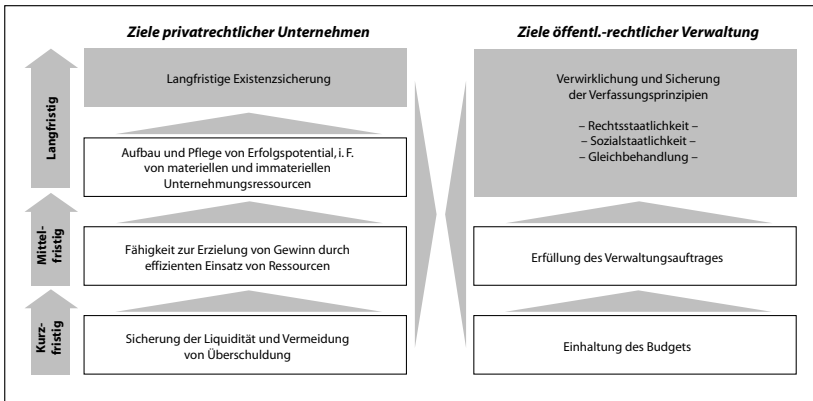 Ziele privatrechtlicher Unternehmen
Langfristige Existenzsicherung
Aufbau und Pflege von Erfolgspotential, i. F.
von materiellen und immateriellen
Unternehmungsressourcen
Fähigkeit zur Erzielung von Gewinn durch
effizienten Einsatz von Ressourcen
Sicherung der Liquidität und Vermeidung
von Überschuldung
Ziele öffentl.-rechtlicher Verwaltung
Verwirklichung und Sicherung
der Verfassungsprinzipien
– Rechtsstaatlichkeit –
– Sozialstaatlichkeit –
– Gleichbehandlung –
Erfüllung des Verwaltungsauftrages
Einhaltung des Budgets
Langfristig
Mittel-
fristig
Kurz-
fristig